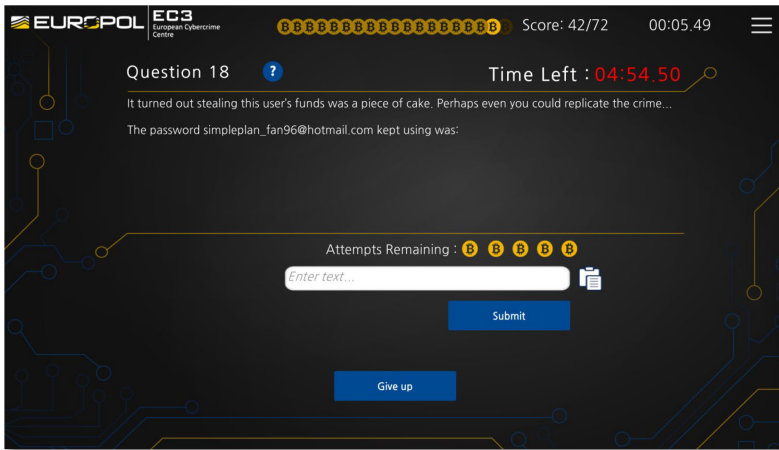 EUROPOL EC3 European Cybercrime Centre
Score: 42/72 00:05.49
Question 18 ? Time Left : 04:54.50
It turned out stealing this user's funds was a piece of cake. Perhaps even you could replicate the crime...
The password simpleplan_fan96@hotmail.com kept using was:
Attempts Remaining :
Enter text...
Submit
Give up